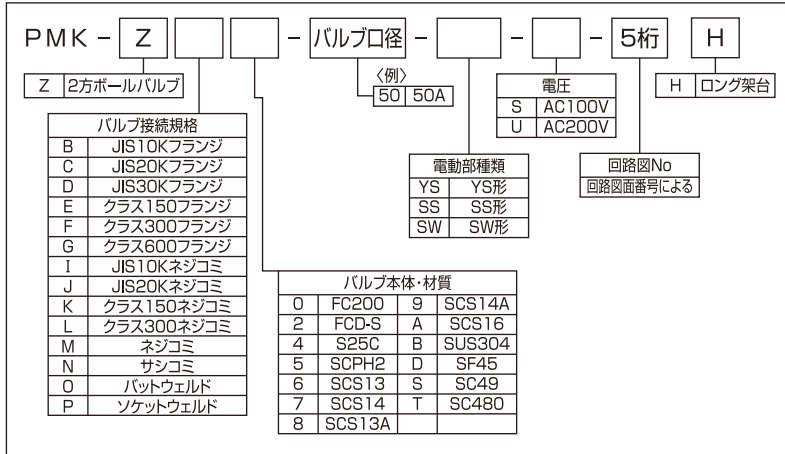 PMK - Z - バルブ口径 - - - 5桁 H
Z 2方ボールバルブ
〈例〉
50 50A
電圧
S AC100V
U AC200V
H ロング架台
バルブ接続規格
B JIS10Kフランジ
C JIS20Kフランジ
D JIS30Kフランジ
E クラス150フランジ
F クラス300フランジ
G クラス600フランジ
I JIS10Kネジコミ
J JIS20Kネジコミ
K クラス150ネジコミ
L クラス300ネジコミ
M ネジコミ
N サシコミ
O バットウェルド
P ソケットウェルド
電動部種類
YS YS形
SS SS形
SW SW形
回路図No
回路図面番号による
バルブ本体・材質
0 FC200 9 SCS14A
2 FCD-S A SCS16
4 S25C B SUS304
5 SCPH2 D SF45
6 SCS13 S SC49
7 SCS14 T SC480
8 SCS13A